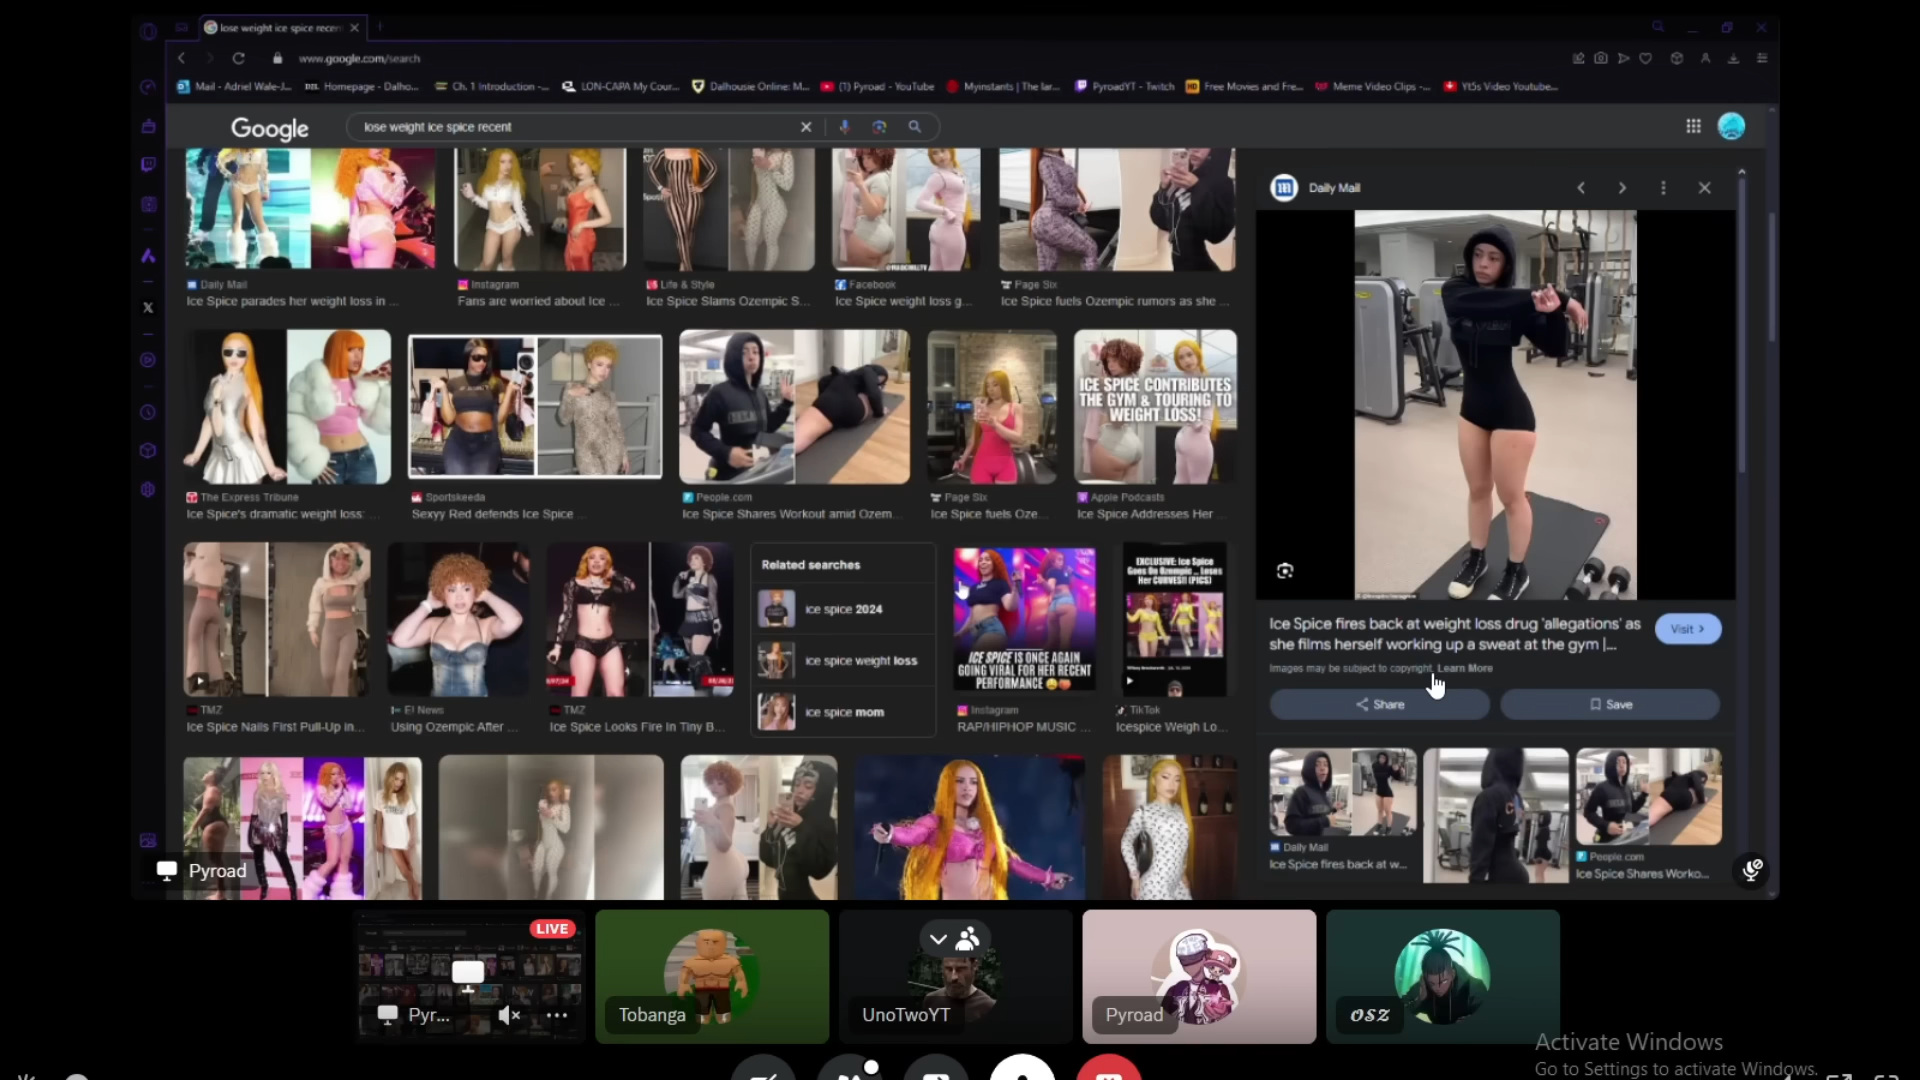 lose weight ice spice recen
www.google.com/search
Mail - Adriel Wale-J...
Homepage - Dalho...
Ch. 1 Introduction -...
LON-CAPA My Cour...
Dalhousie Online: M...
(1) Pyroad - YouTube
Myinstants | The lar...
PyroadYT - Twitch
Free Movies and Fre...
Meme Video Clips -...
Yt5s Video Youtube...
Google
lose weight ice spice recent
Daily Mail
Ice Spice parades her weight loss in ...
Instagram
Fans are worried about Ice ...
Life & Style
Ice Spice Slams Ozempic S...
Facebook
Ice Spice weight loss g...
Page Six
Ice Spice fuels Ozempic rumors as she ...
The Express Tribune
Ice Spice's dramatic weight loss: ...
Sportskeeda
Sexyy Red defends Ice Spice ...
People.com
Ice Spice Shares Workout amid Ozem...
Page Six
Ice Spice fuels Oze...
ICE SPICE CONTRIBUTES
THE GYM & TOURING TO
WEIGHT LOSS!
Apple Podcasts
Ice Spice Addresses Her ...
TMZ
Ice Spice Nails First Pull-Up in...
E! News
Using Ozempic After ...
TMZ
Ice Spice Looks Fire In Tiny B...
Related searches
ice spice 2024
ice spice weight loss
ice spice mom
ICE SPICE IS ONCE AGAIN
GOING VIRAL FOR HER RECENT
PERFORMANCE
Instagram
RAP/HIPHOP MUSIC ...
EXCLUSIVE: Ice Spice
Goes On Ozempic ... Loses
Her CURVES!! (PICS)
TikTok
Icespice Weigh Lo...
Daily Mail
Ice Spice fires back at weight loss drug 'allegations' as
she films herself working up a sweat at the gym |...
Visit
Images may be subject to copyright. Learn More
Share
Save
Daily Mail
Ice Spice fires back at w...
People.com
Ice Spice Shares Worko...
Pyroad
LIVE
Pyr...
Tobanga
UnoTwoYT
Pyroad
osz
Activate Windows
Go to Settings to activate Windows.